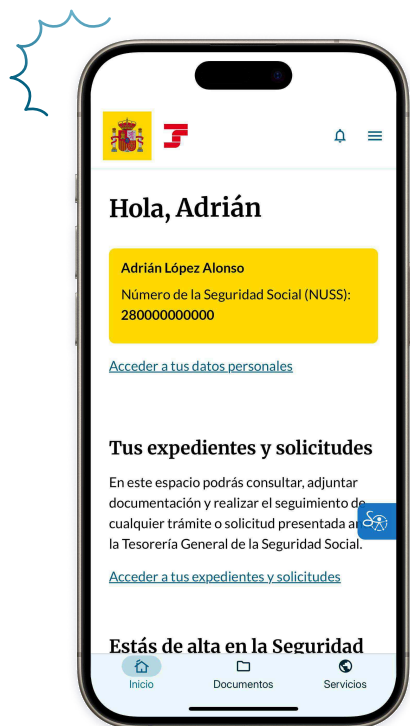 Hola, Adrián
Adrián López Alonso
Número de la Seguridad Social (NUSS):
280000000000
Acceder a tus datos personales
Tus expedientes y solicitudes
En este espacio podrás consultar, adjuntar
documentación y realizar el seguimiento de
cualquier trámite o solicitud presentada an
la Tesorería General de la Seguridad Social.
Acceder a tus expedientes y solicitudes
Estás de alta en la Seguridad
Inicio
Documentos
Servicios